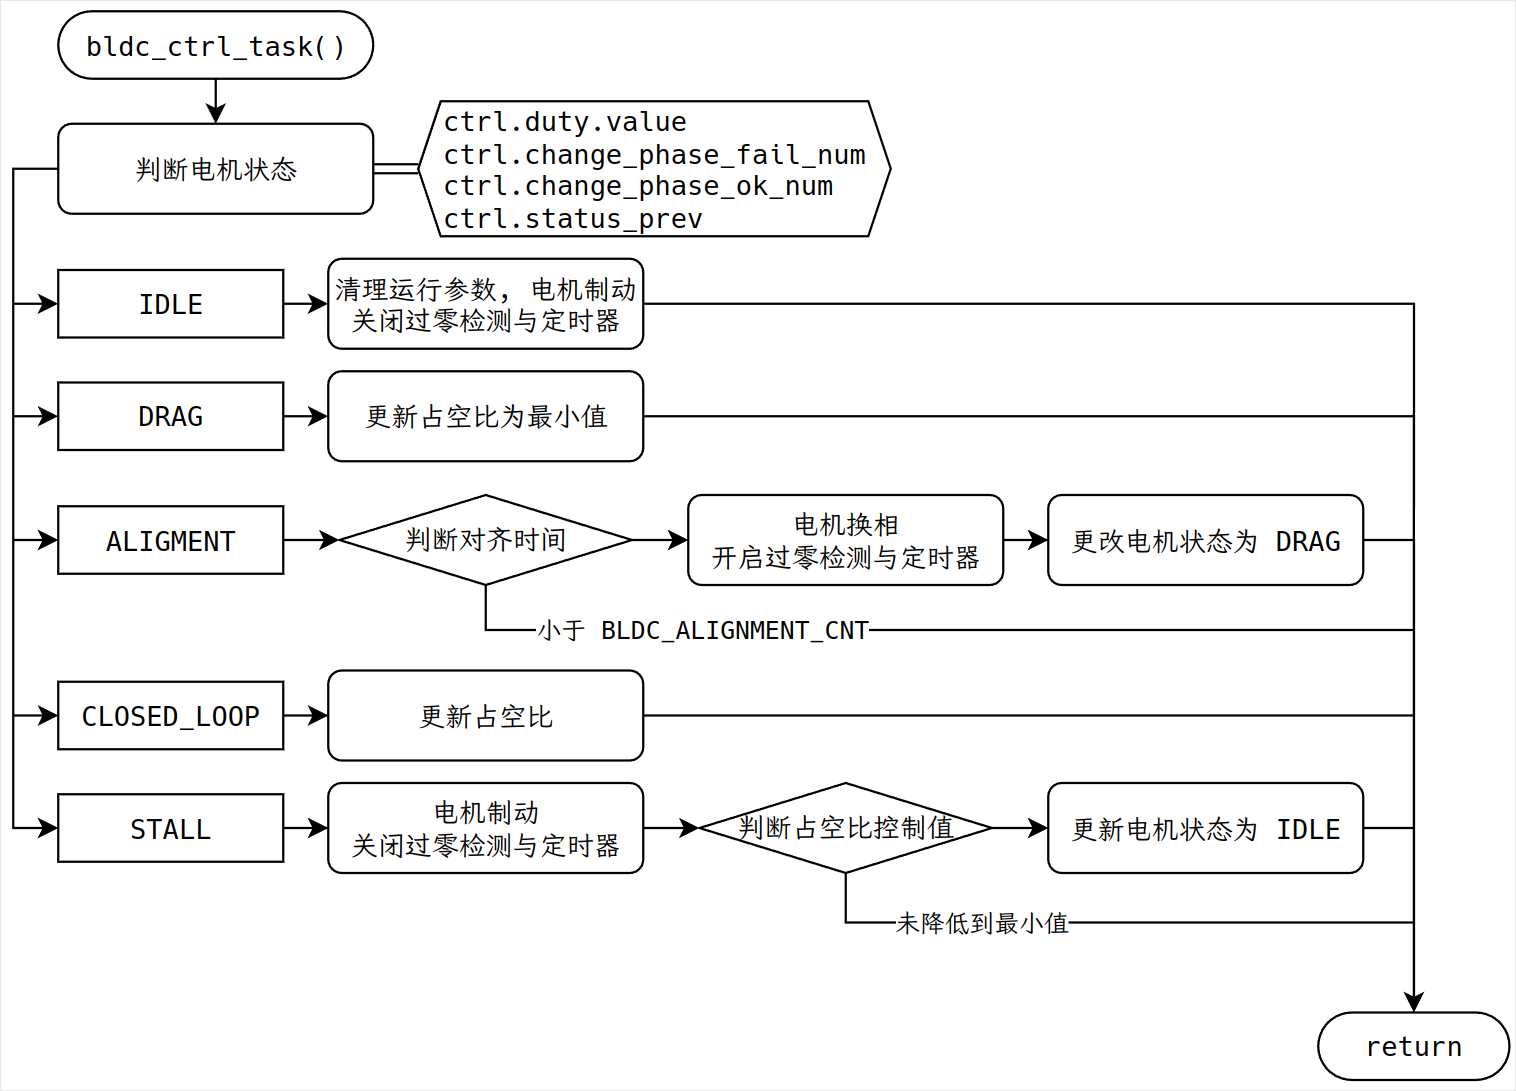 bldc_ctrl_task()
判断电机状态
ctrl.duty.value
ctrl.change_phase_fail_num
ctrl.change_phase_ok_num
ctrl.status_prev
IDLE
清理运行参数，电机制动
关闭过零检测与定时器
DRAG
更新占空比为最小值
ALIGMENT
判断对齐时间
电机换相
开启过零检测与定时器
更改电机状态为 DRAG
小于 BLDC_ALIGNMENT_CNT
CLOSED_LOOP
更新占空比
STALL
电机制动
关闭过零检测与定时器
判断占空比控制值
更新电机状态为 IDLE
未降低到最小值
return